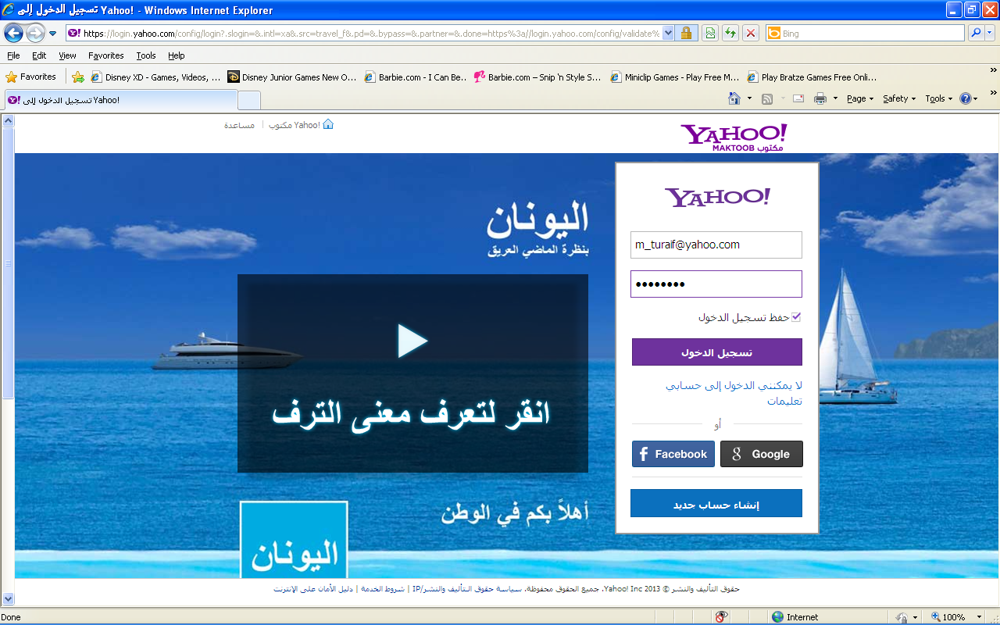 تسجيل الدخول إلى Yahoo! - Windows Internet Explorer
https://login.yahoo.com/config/login?.slogin=&.intl=xa&.src=travel_f&.pd=&.bypass=&.partner=&.done=https%3a//login.yahoo.com/config/validate%
Bing
File Edit View Favorites Tools Help
Favorites
Disney XD - Games, Videos, ...
Disney Junior Games New O...
Barbie.com - I Can Be..
Barbie.com – Snip 'n Style S...
Miniclip Games - Play Free M...
Play Bratze Games Free Onli...
تسجيل الدخول إلى Yahoo!
Page Safety Tools
Yahoo! مكتوب | مساعدة
YAHOO!
MAKTOOB مكتوب
YAHOO!
m_turaif@yahoo.com
••••••••
حفظ تسجيل الدخول
تسجيل الدخول
لا يمكنني الدخول إلى حسابي
تعليمات
أو
Facebook
Google
إنشاء حساب جديد
اليونان
بنظرة الماضي العريق
انقر لتعرف معنى الترف
أهلاً بكم في الوطن
اليونان
حقوق التأليف والنشر © 2013 Yahoo! Inc. جميع الحقوق محفوظة. سياسة حقوق التأليف والنشر/IP | شروط الخدمة | دليل الأمان على الإنترنت
Done
Internet
100%